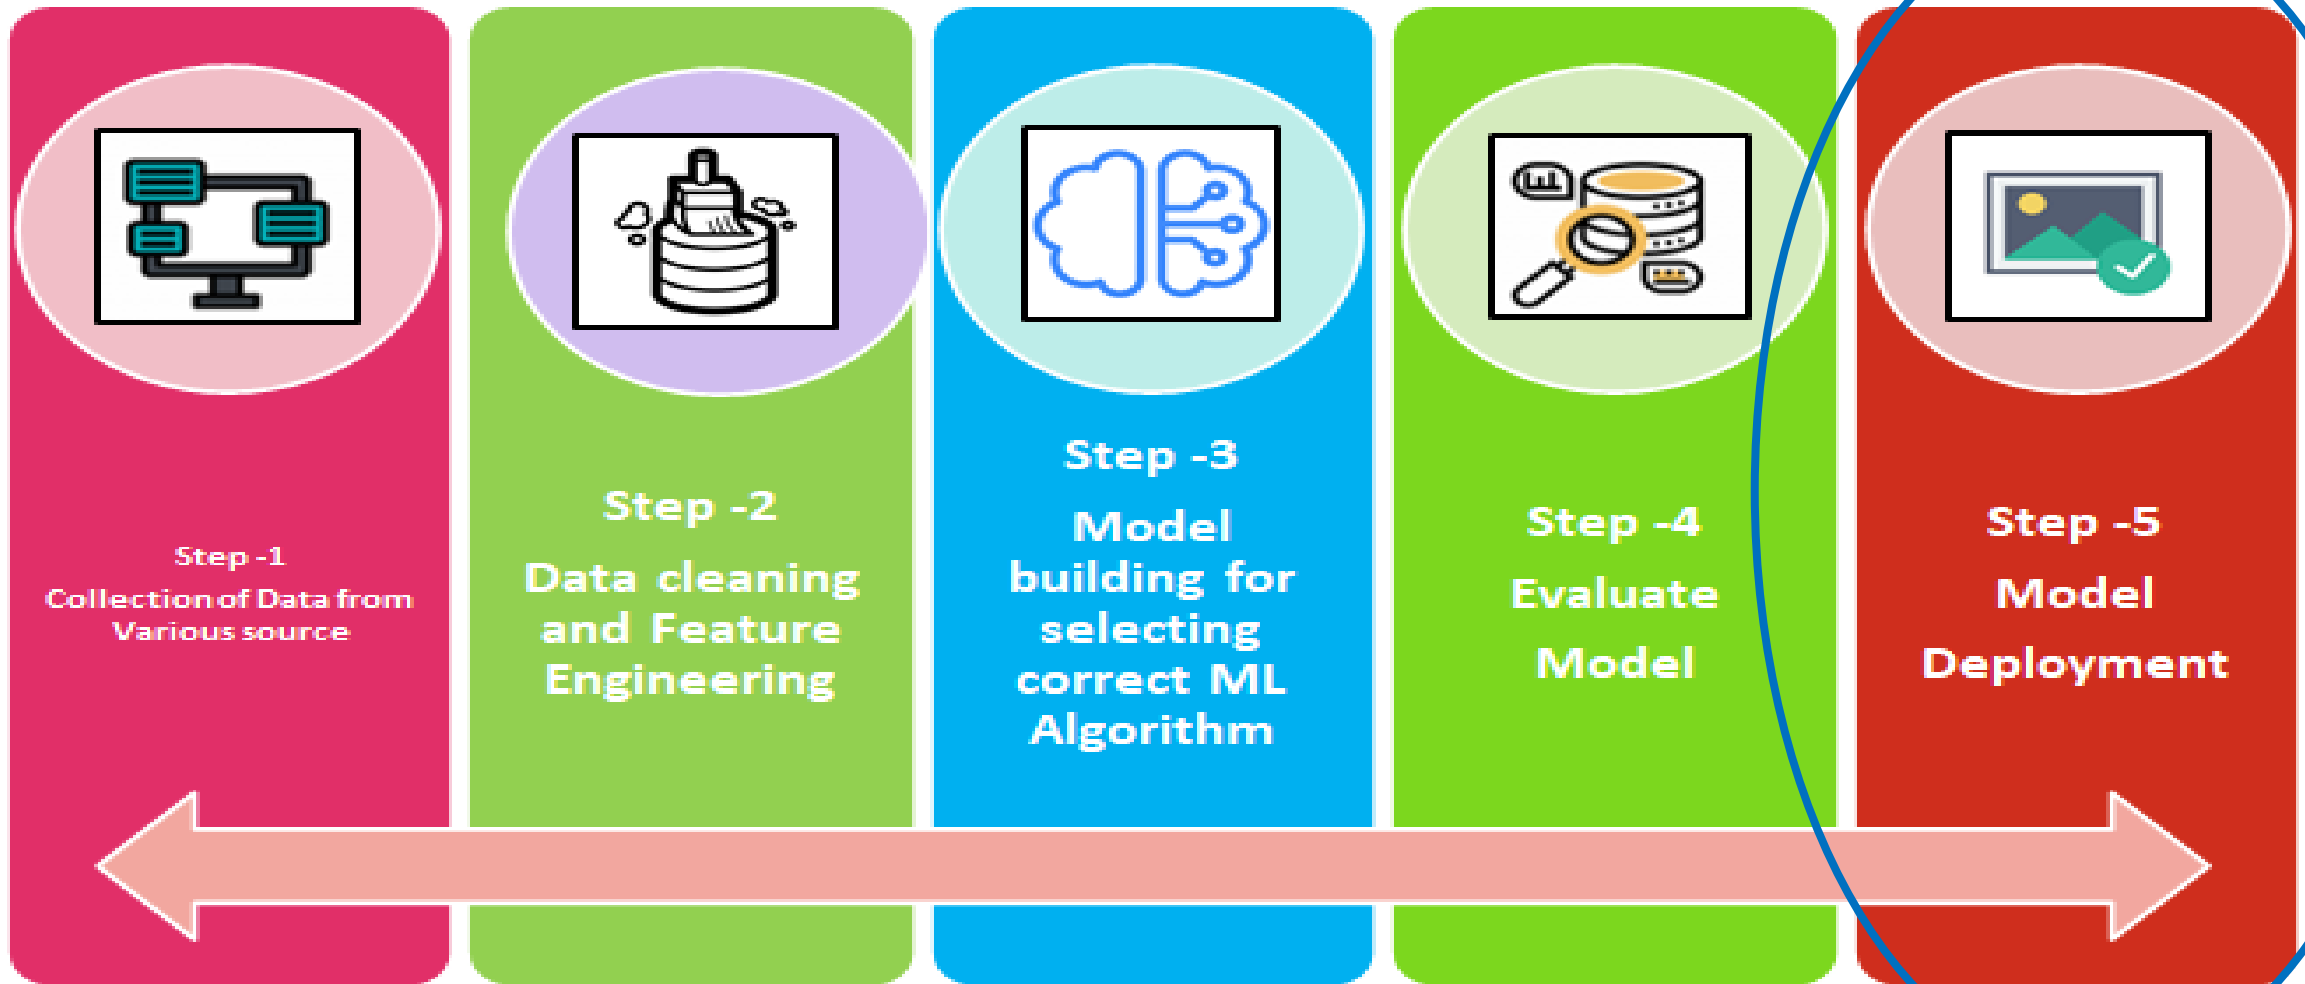 Step -1
Collection of Data from
Various source
Step -2
Data cleaning
and Feature
Engineering
Step -3
Model
building for
selecting
correct ML
Algorithm
Step -4
Evaluate
Model
Step -5
Model
Deployment